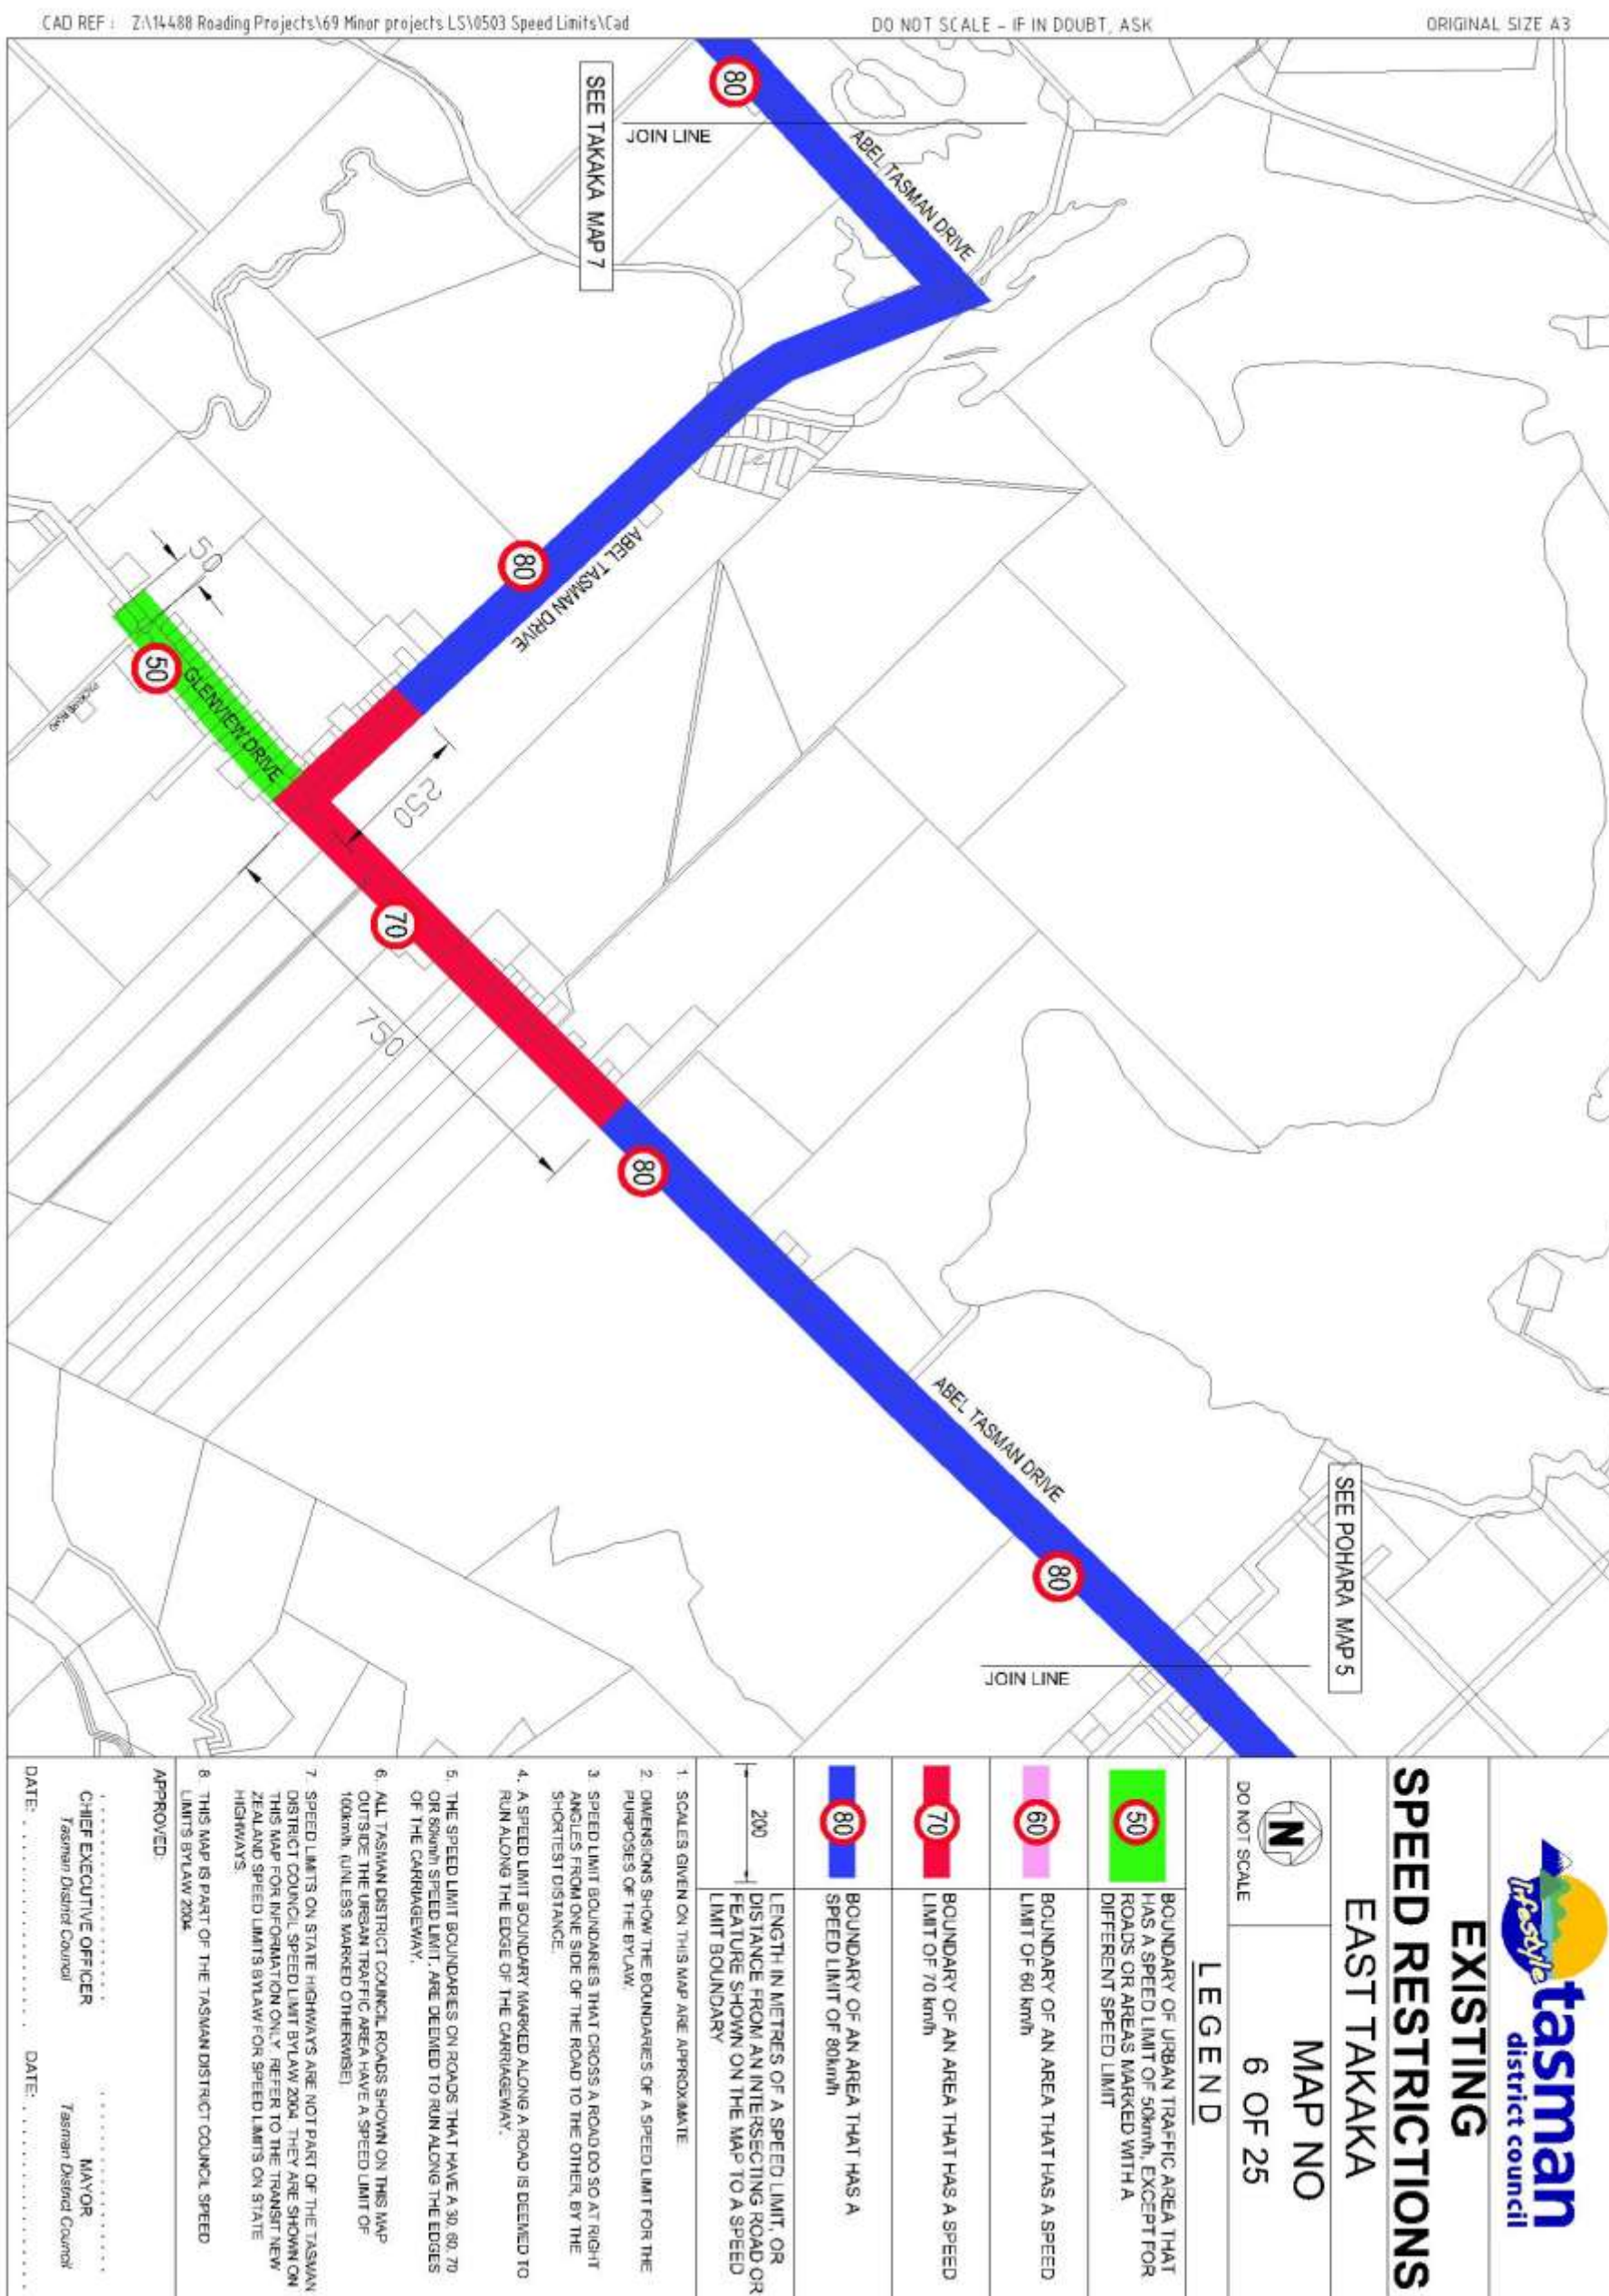 CAD REF : Z:\14488 Roading Projects\69 Minor projects LS\0503 Speed Limits\Cad
DO NOT SCALE - IF IN DOUBT, ASK
ORIGINAL SIZE A3
80
SEE TAKAKA MAP 7
JOIN LINE
ABEL TASMAN DRIVE
80
ABEL TASMAN DRIVE
50
50
GLENVIEW DRIVE
250
70
750
80
ABEL TASMAN DRIVE
80
SEE POHARA MAP 5
JOIN LINE
lifestyle
tasman
district council
EXISTING
SPEED RESTRICTIONS
EAST TAKAKA
N
DO NOT SCALE
MAP NO
6 OF 25
LEGEND
50
BOUNDARY OF URBAN TRAFFIC AREA THAT
HAS A SPEED LIMIT OF 50km/h, EXCEPT FOR
ROADS OR AREAS MARKED WITH A
DIFFERENT SPEED LIMIT
60
BOUNDARY OF AN AREA THAT HAS A SPEED
LIMIT OF 60 km/h
70
BOUNDARY OF AN AREA THAT HAS A SPEED
LIMIT OF 70 km/h
80
BOUNDARY OF AN AREA THAT HAS A
SPEED LIMIT OF 80km/h
200
LENGTH IN METRES OF A SPEED LIMIT, OR
DISTANCE FROM AN INTERSECTING ROAD OR
FEATURE SHOWN ON THE MAP TO A SPEED
LIMIT BOUNDARY
1. SCALES GIVEN ON THIS MAP ARE APPROXIMATE
2. DIMENSIONS SHOW THE BOUNDARIES OF A SPEED LIMIT FOR THE
PURPOSES OF THE BYLAW.
3. SPEED LIMIT BOUNDARIES THAT CROSS A ROAD DO SO AT RIGHT
ANGLES FROM ONE SIDE OF THE ROAD TO THE OTHER, BY THE
SHORTEST DISTANCE.
4. A SPEED LIMIT BOUNDARY MARKED ALONG A ROAD IS DEEMED TO
RUN ALONG THE EDGE OF THE CARRIAGEWAY.
5. THE SPEED LIMIT BOUNDARIES ON ROADS THAT HAVE A 30, 60, 70
OR 80km/h SPEED LIMIT, ARE DEEMED TO RUN ALONG THE EDGES
OF THE CARRIAGEWAY.
6. ALL TASMAN DISTRICT COUNCIL ROADS SHOWN ON THIS MAP
OUTSIDE THE URBAN TRAFFIC AREA HAVE A SPEED LIMIT OF
100km/h. (UNLESS MARKED OTHERWISE).
7. SPEED LIMITS ON STATE HIGHWAYS ARE NOT PART OF THE TASMAN
DISTRICT COUNCIL SPEED LIMIT BYLAW 2004. THEY ARE SHOWN ON
THIS MAP FOR INFORMATION ONLY. REFER TO THE TRANSIT NEW
ZEALAND SPEED LIMITS BYLAW FOR SPEED LIMITS ON STATE
HIGHWAYS.
8. THIS MAP IS PART OF THE TASMAN DISTRICT COUNCIL SPEED
LIMITS BYLAW 2004.
APPROVED:
CHIEF EXECUTIVE OFFICER
Tasman District Council
MAYOR
Tasman District Council
DATE:
DATE: